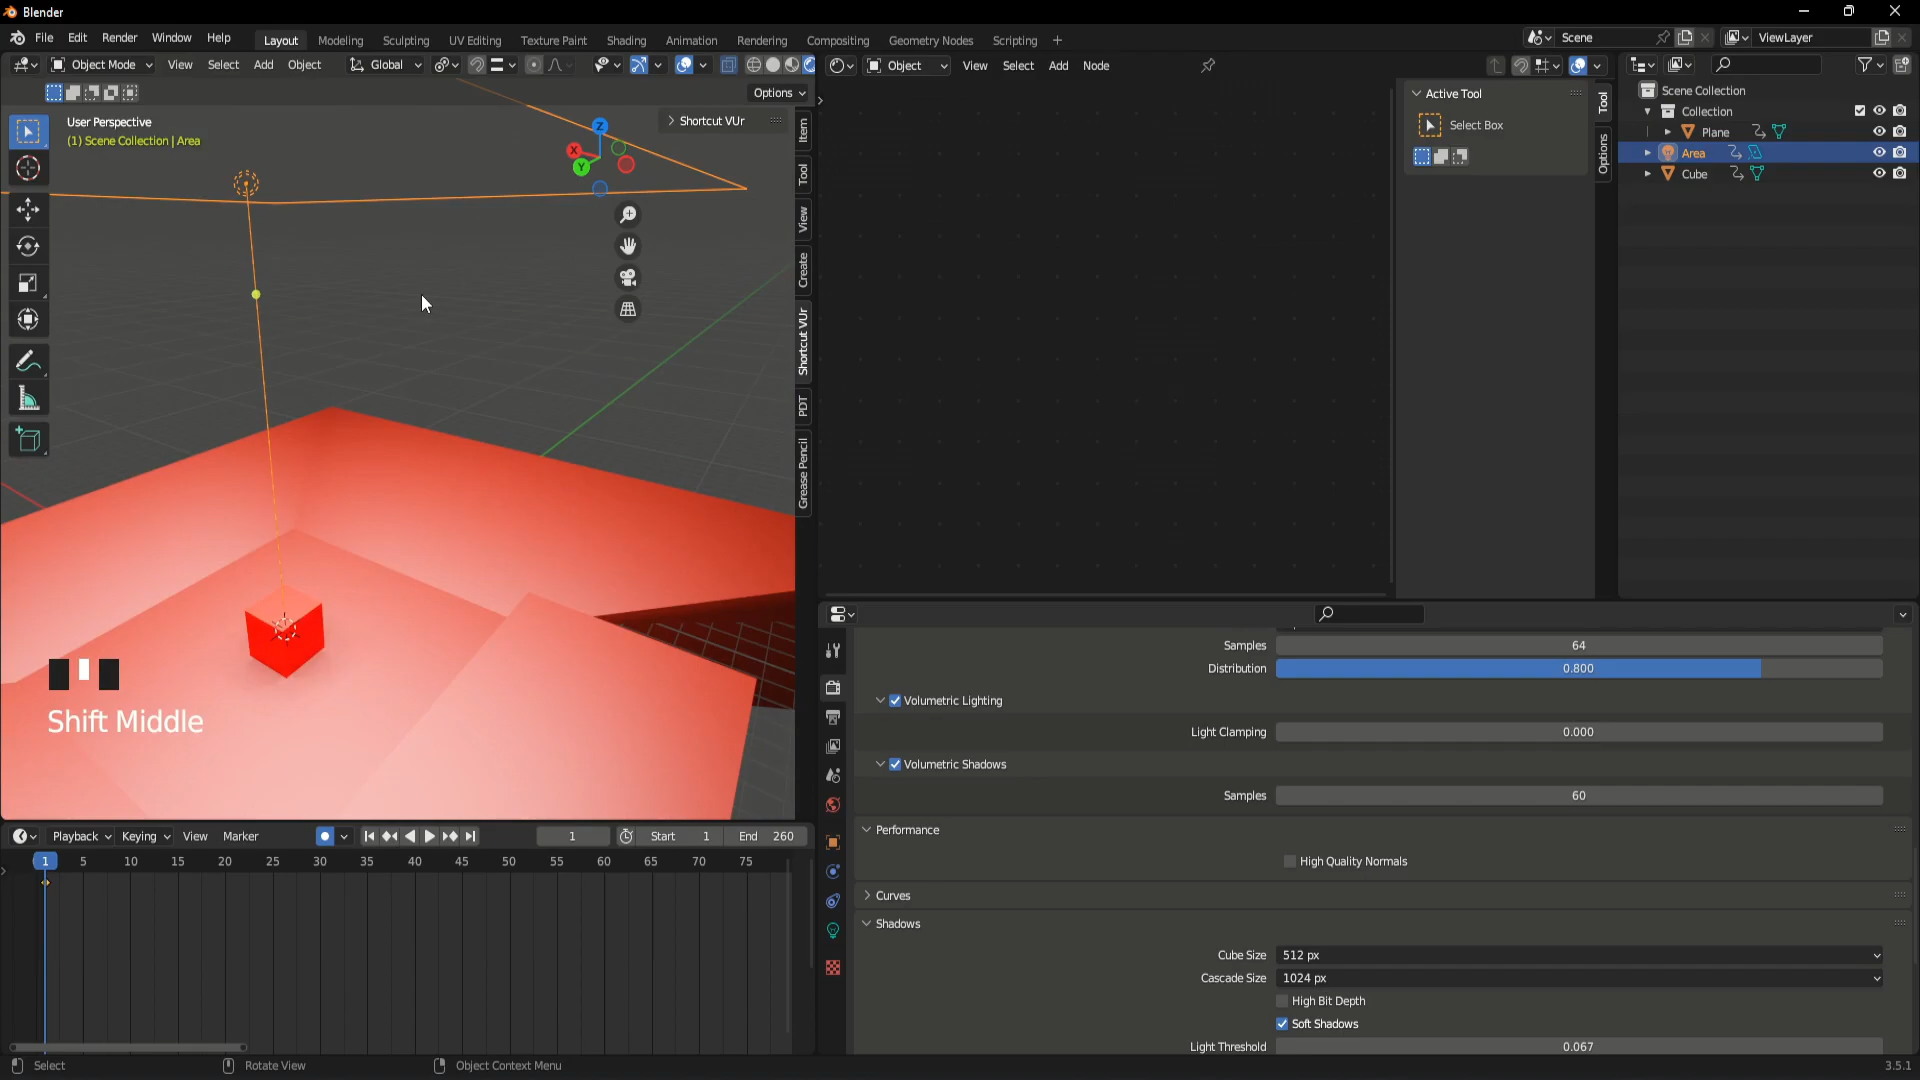 Blender
File Edit Render Window Help
Layout Modeling Sculpting UV Editing Texture Paint Shading Animation Rendering Compositing Geometry Nodes Scripting +
Scene
ViewLayer
Object Mode View Select Add Object Global
Object View Select Add Node
Options
User Perspective
(1) Scene Collection | Area
Shortcut VUr
Z
X
Y
Item
Tool
View
Create
Shortcut VUr
PDT
Grease Pencil
Active Tool
Select Box
Tool
Options
Scene Collection
Collection
Plane
Area
Cube
Shift Middle
Samples 64
Distribution 0.800
Volumetric Lighting
Light Clamping 0.000
Volumetric Shadows
Samples 60
Performance
High Quality Normals
Curves
Shadows
Cube Size 512 px
Cascade Size 1024 px
High Bit Depth
Soft Shadows
Light Threshold 0.067
Playback Keying View Marker 1 Start 1 End 260
1 5 10 15 20 25 30 35 40 45 50 55 60 65 70 75
Select Rotate View Object Context Menu 3.5.1